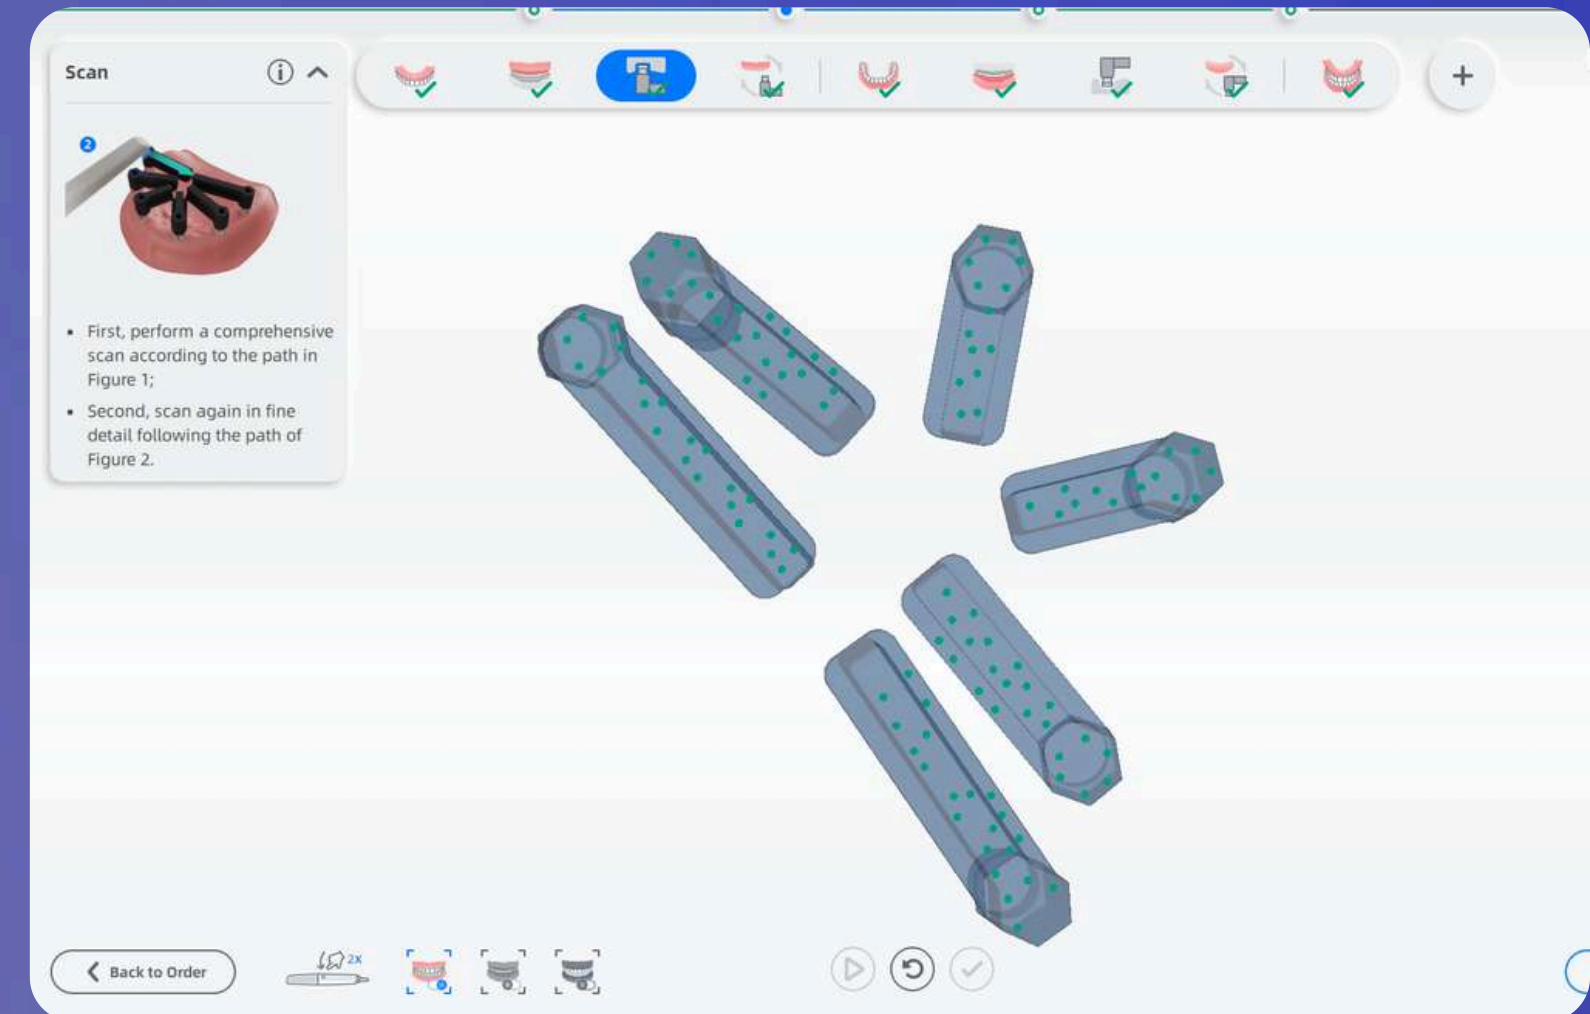 Scan
2
• First, perform a comprehensive
scan according to the path in
Figure 1;
• Second, scan again in fine
detail following the path of
Figure 2.
Back to Order
2X